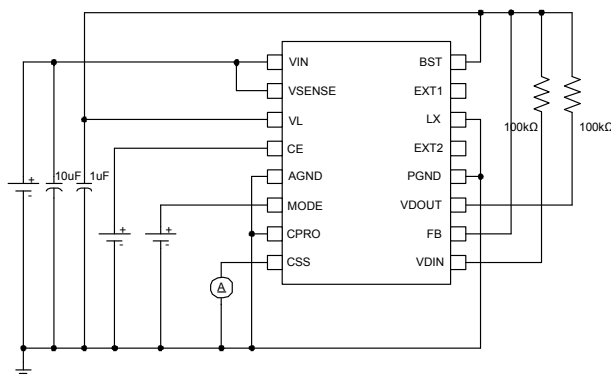 VIN
VSENSE
VL
CE
AGND
MODE
CPRO
CSS
BST
EXT1
LX
EXT2
PGND
VDOUT
FB
VDIN
100kΩ
100kΩ
+
-
10uF
1uF
+
-
+
-
A